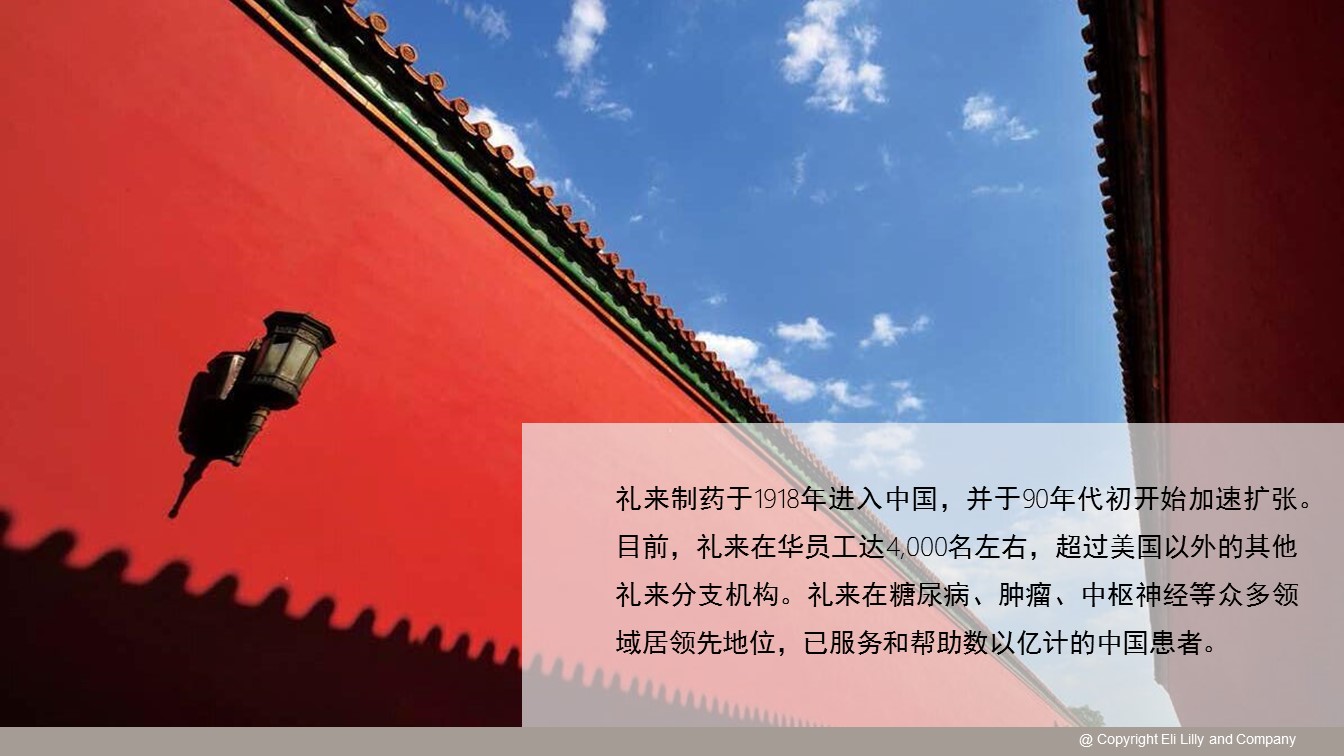 礼来制药于1918年进入中国，并于90年代初开始加速扩张。
目前，礼来在华员工达4,000名左右，超过美国以外的其他
礼来分支机构。礼来在糖尿病、肿瘤、中枢神经等众多领
域居领先地位，已服务和帮助数以亿计的中国患者。
@ Copyright Eli Lilly and Company